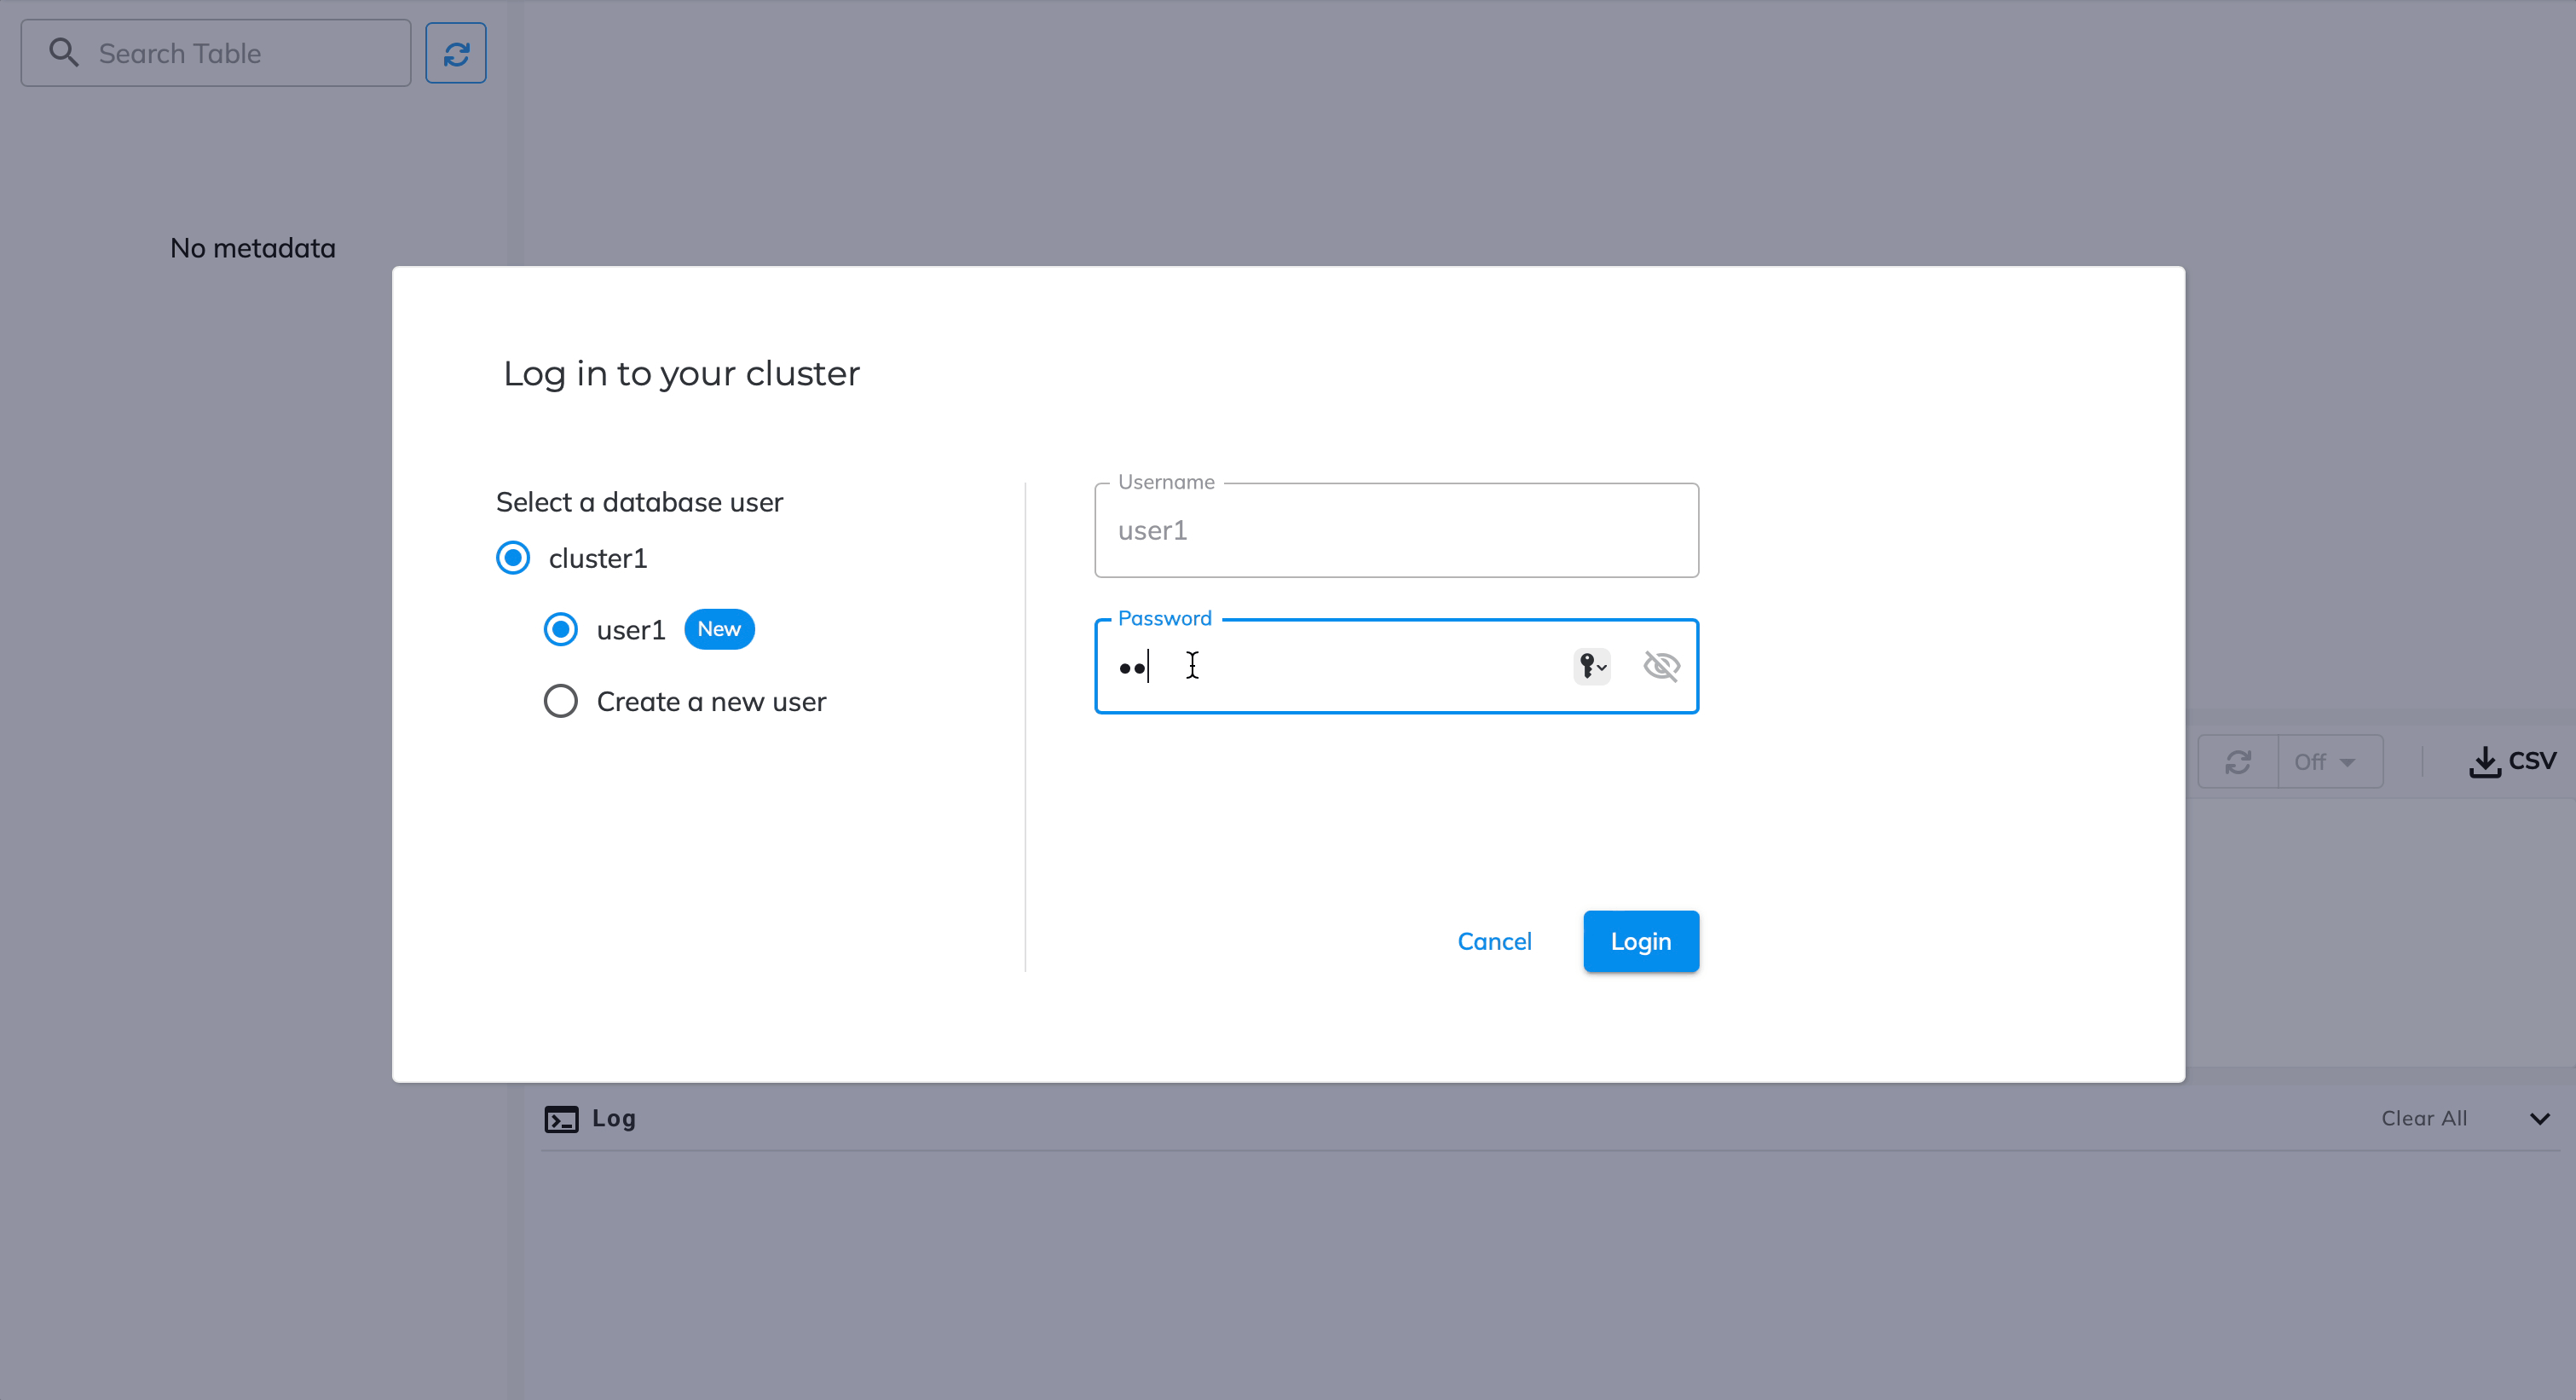 Search Table
No metadata
Log in to your cluster
Select a database user
cluster1
user1 New
Create a new user
Username
user1
Password
••
Cancel
Login
Off
CSV
Log
Clear All